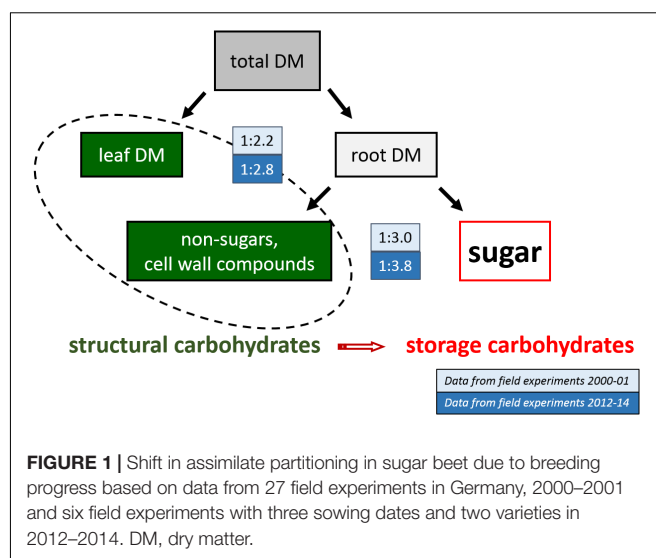 total DM
leaf DM
1:2.2
1:2.8
root DM
non-sugars,
cell wall compounds
1:3.0
1:3.8
sugar
structural carbohydrates
storage carbohydrates
Data from field experiments 2000-01
Data from field experiments 2012-14
FIGURE 1 | Shift in assimilate partitioning in sugar beet due to breeding
progress based on data from 27 field experiments in Germany, 2000–2001
and six field experiments with three sowing dates and two varieties in
2012–2014. DM, dry matter.